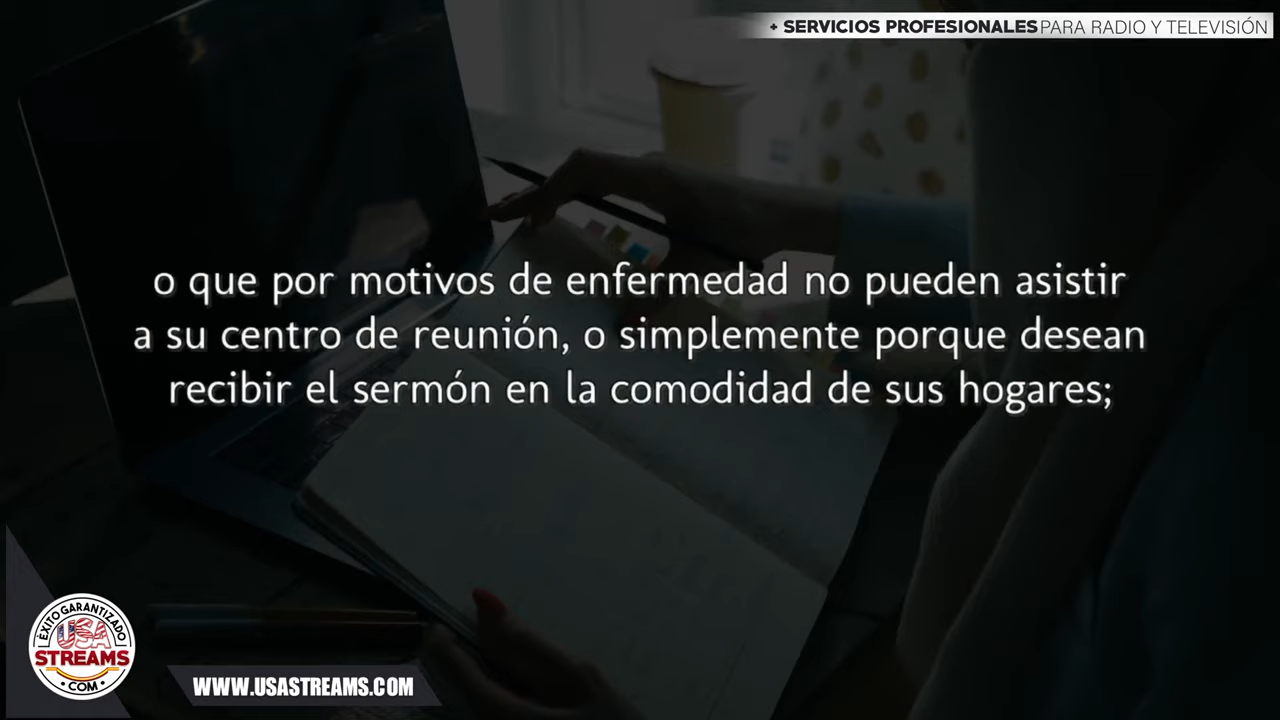 + SERVICIOS PROFESIONALES PARA RADIO Y TELEVISIÓN
o que por motivos de enfermedad no pueden asistir
a su centro de reunión, o simplemente porque desean
recibir el sermón en la comodidad de sus hogares;
ÉXITO GARANTIZADO
USA
STREAMS
• COM •
WWW.USASTREAMS.COM